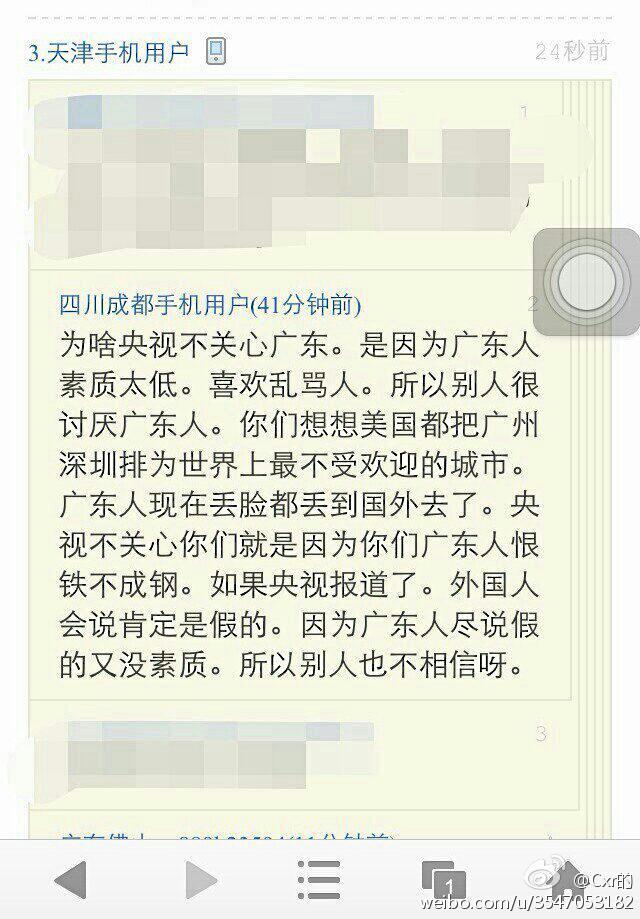 3.天津手机用户
24秒前
1
四川成都手机用户(41分钟前)
2
为啥央视不关心广东。是因为广东人
素质太低。喜欢乱骂人。所以别人很
讨厌广东人。你们想想美国都把广州
深圳排为世界上最不受欢迎的城市。
广东人现在丢脸都丢到国外去了。央
视不关心你们就是因为你们广东人恨
铁不成钢。如果央视报道了。外国人
会说肯定是假的。因为广东人尽说假
的又没素质。所以别人也不相信呀。
3
1
@Cxr的
weibo.com/u/3547053182